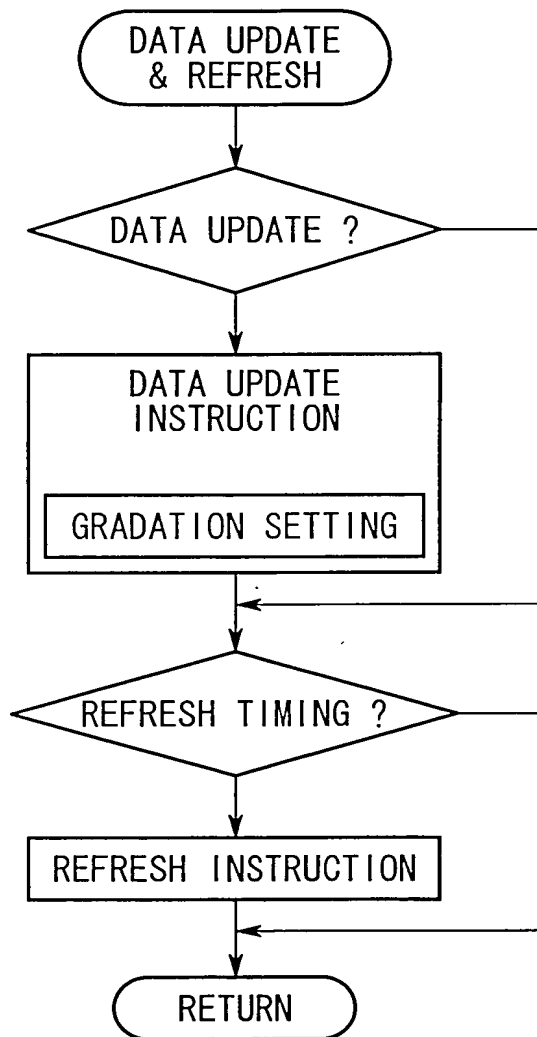 DATA UPDATE
& REFRESH
DATA UPDATE ?
DATA UPDATE
INSTRUCTION
GRADATION SETTING
REFRESH TIMING ?
REFRESH INSTRUCTION
RETURN